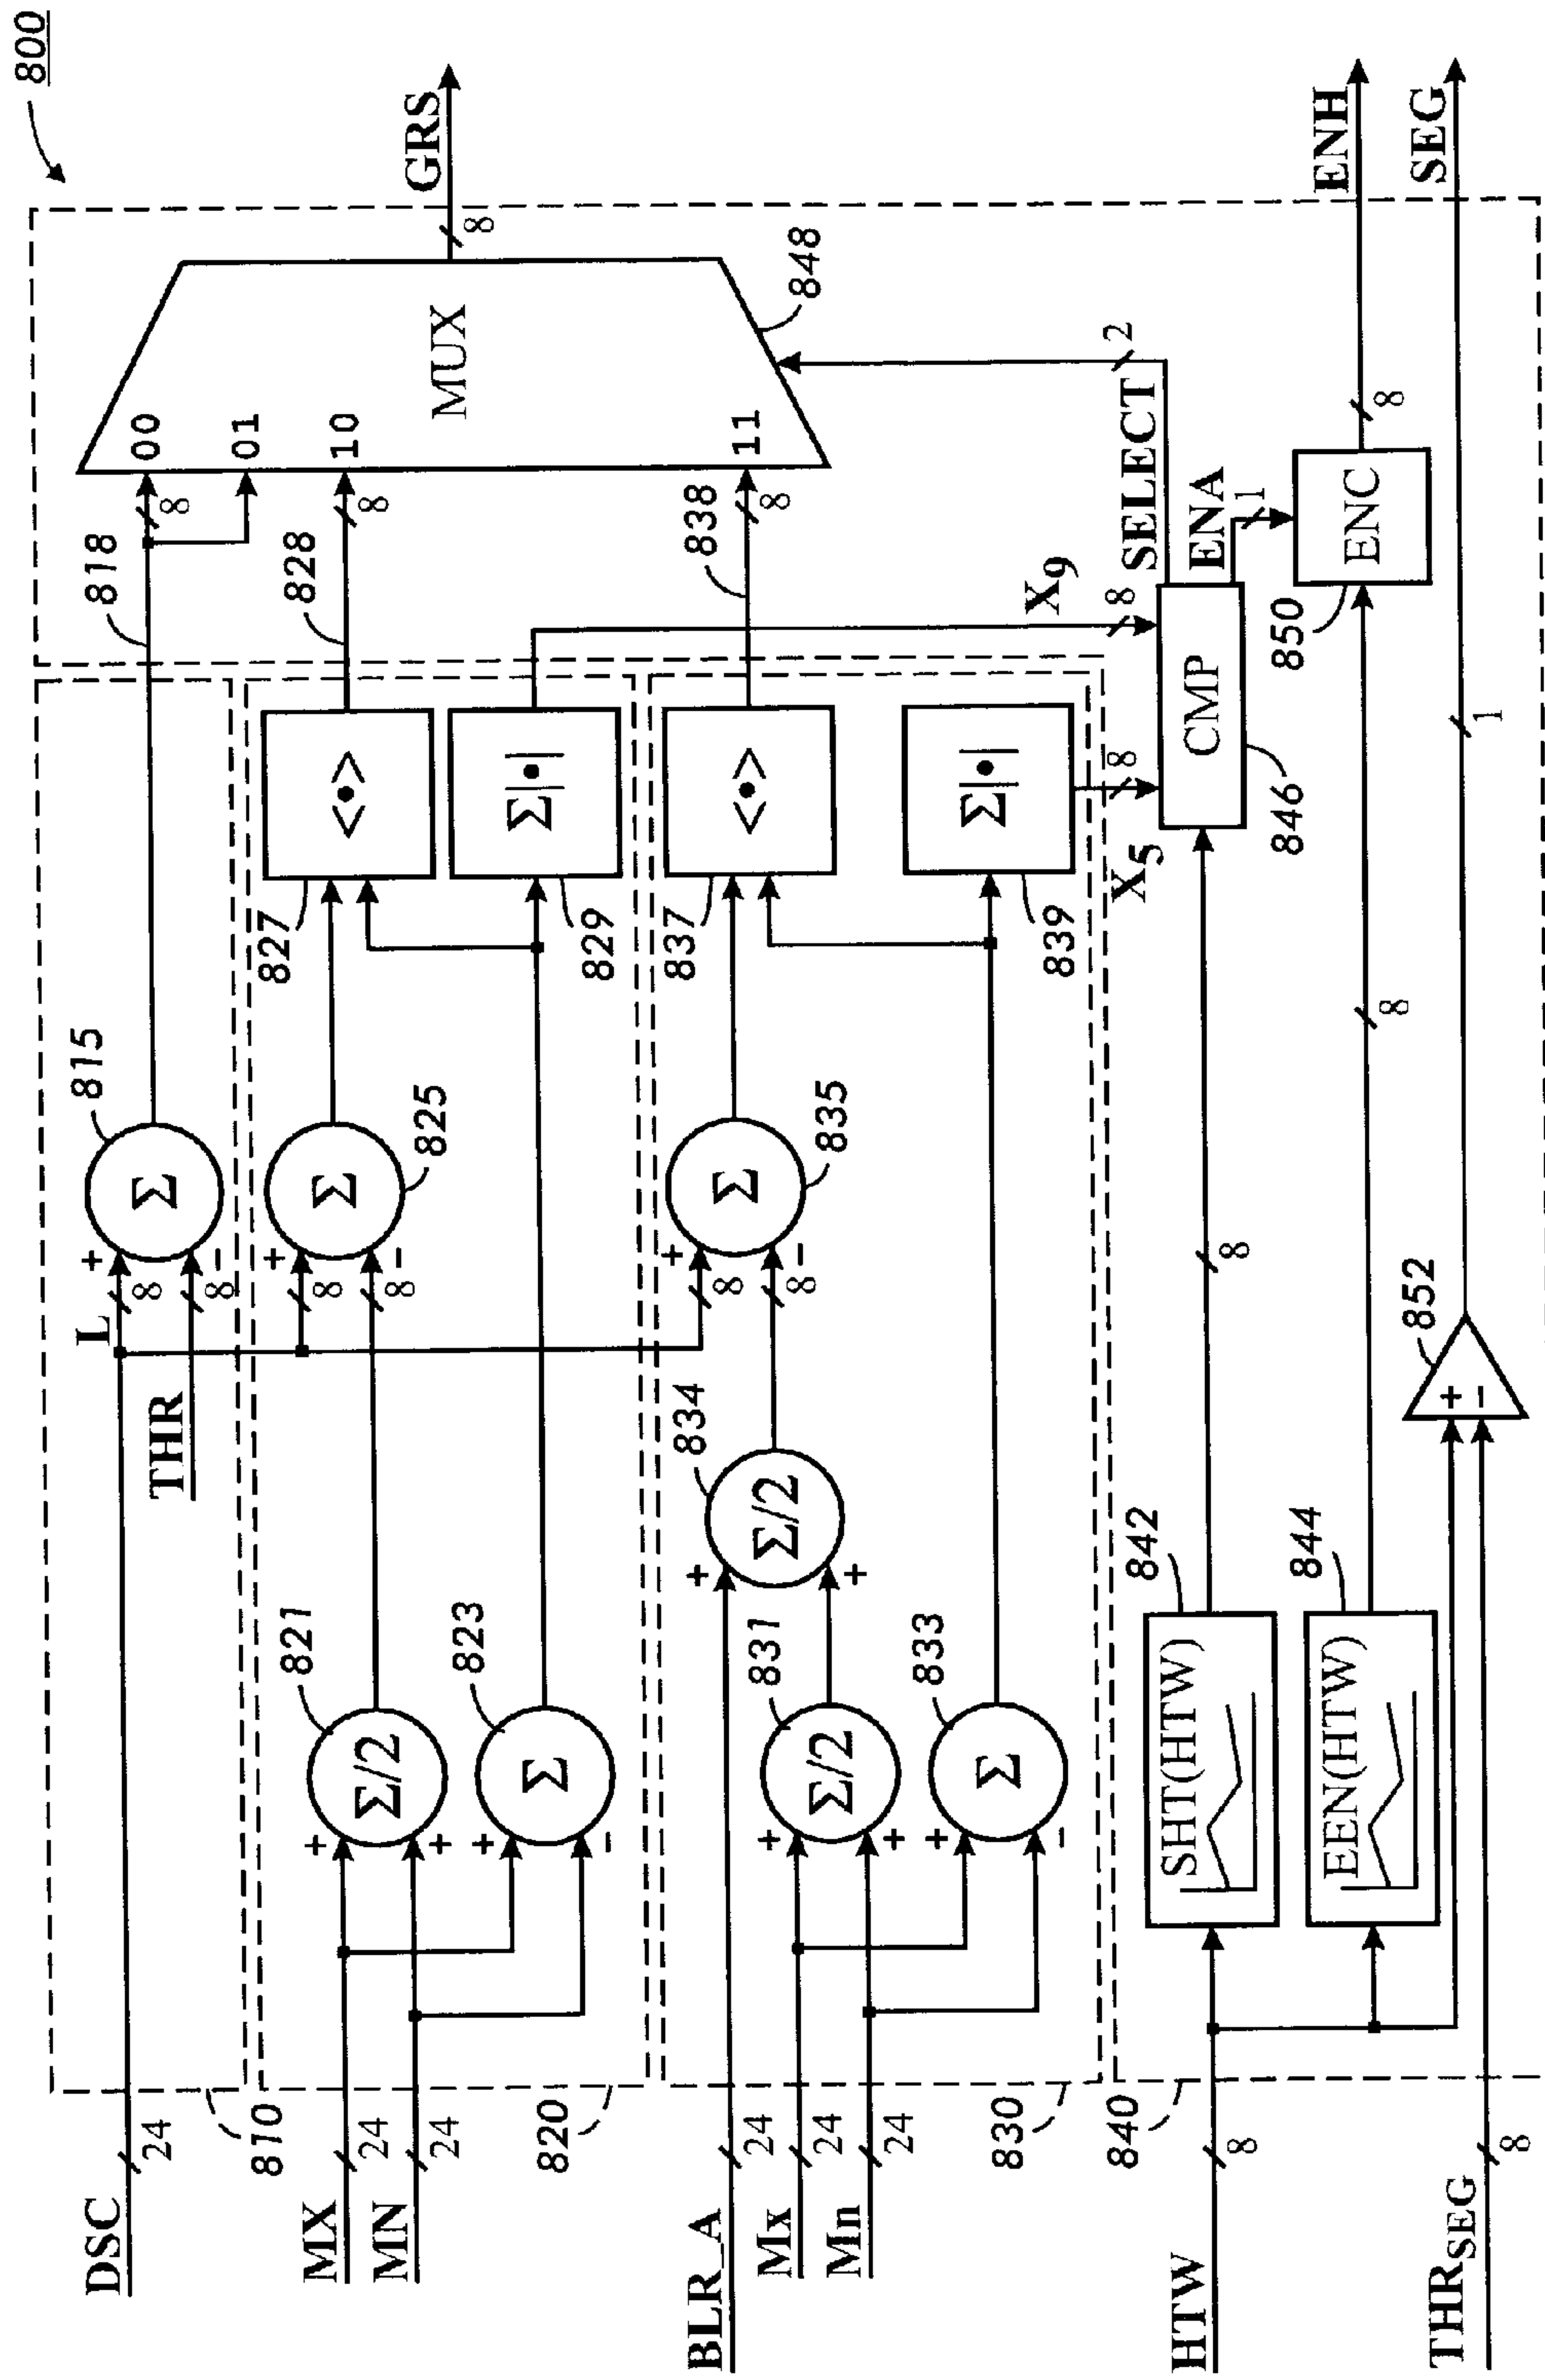 800
DSC
24
L
8
THR
8
+
-
Σ
815
818
8
00
01
10
11
MUX
848
8
GRS
810
MX
24
MN
24
820
+
+
Σ/2
821
+
-
Σ
823
+
8
-
8
Σ
825
<•>
827
828
8
Σ|•|
829
X9
8
BLR_A
24
Mx
24
Mn
24
830
+
+
Σ/2
831
+
-
Σ
833
+
+
Σ/2
834
+
8
-
8
Σ
835
<•>
837
838
8
Σ|•|
839
X5
8
840
HTW
8
SHT(HTW)
842
8
CMP
846
SELECT
2
ENA
1
EEN(HTW)
844
8
ENC
850
8
ENH
THRSEG
8
+
-
852
1
SEG